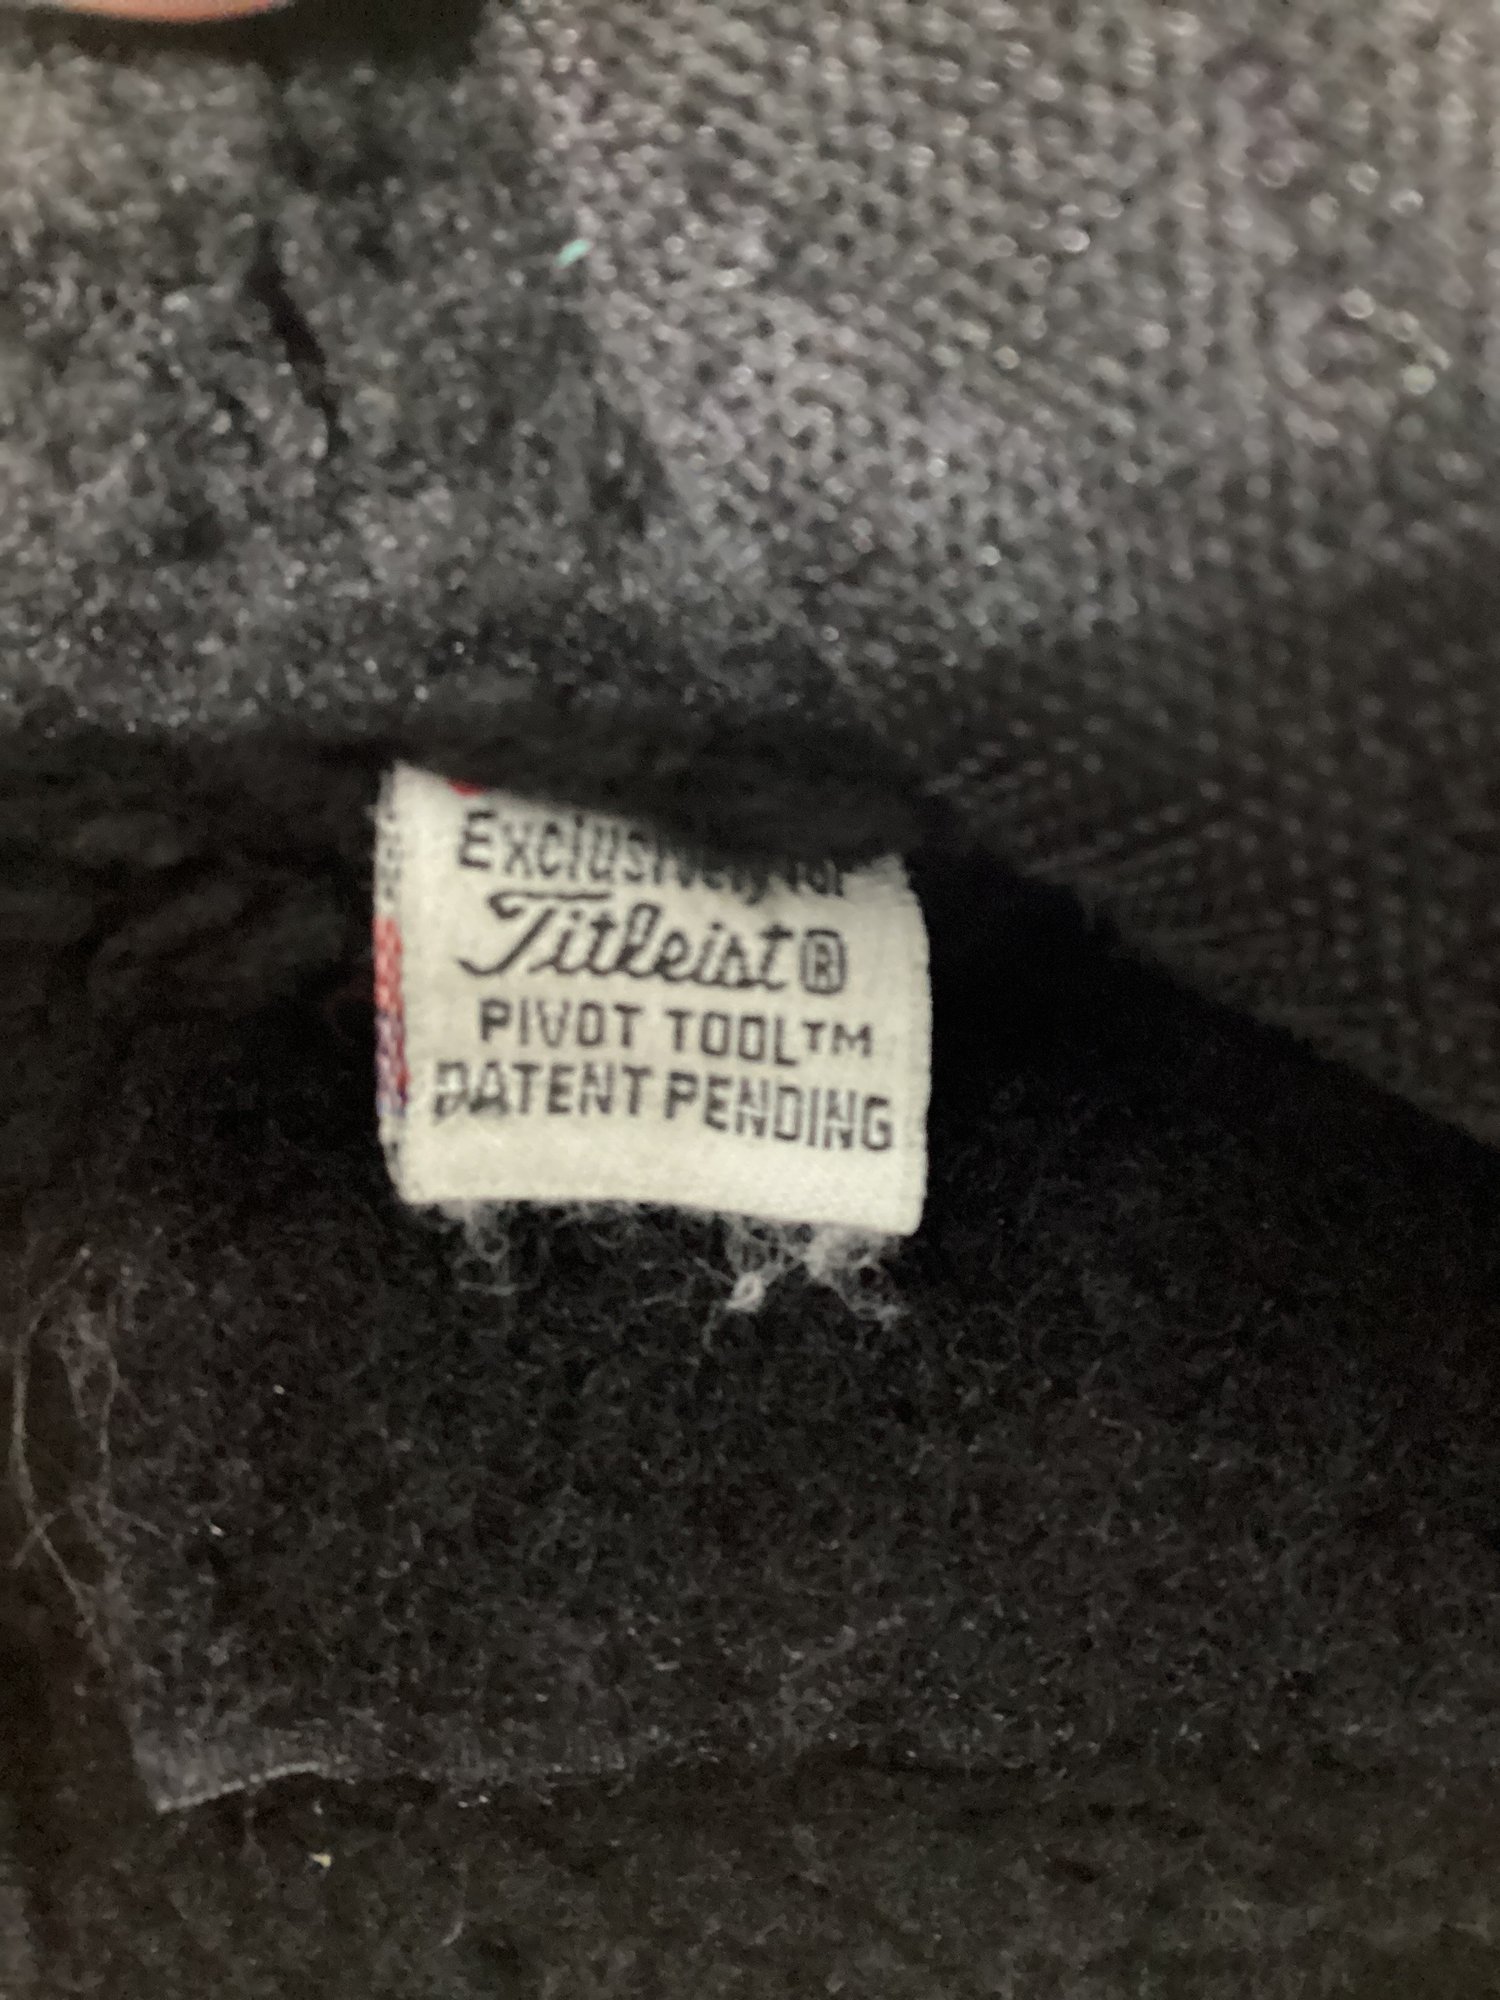 Exclusively for
Titleist®
PIVOT TOOL™
PATENT PENDING